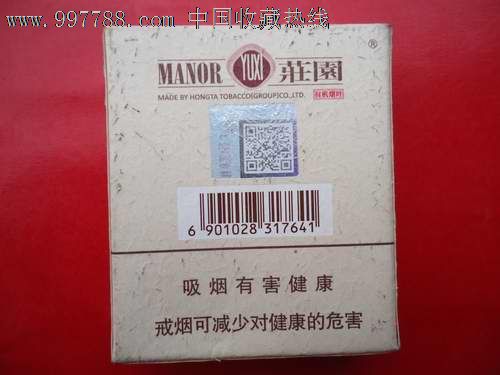 www.997788.com 中国收藏热线
MANOR YUXI 莊園 ®
MADE BY HONGTA TOBACCO(GROUP)CO.,LTD. 有机烟叶
6 901028 317641
吸烟有害健康
戒烟可减少对健康的危害